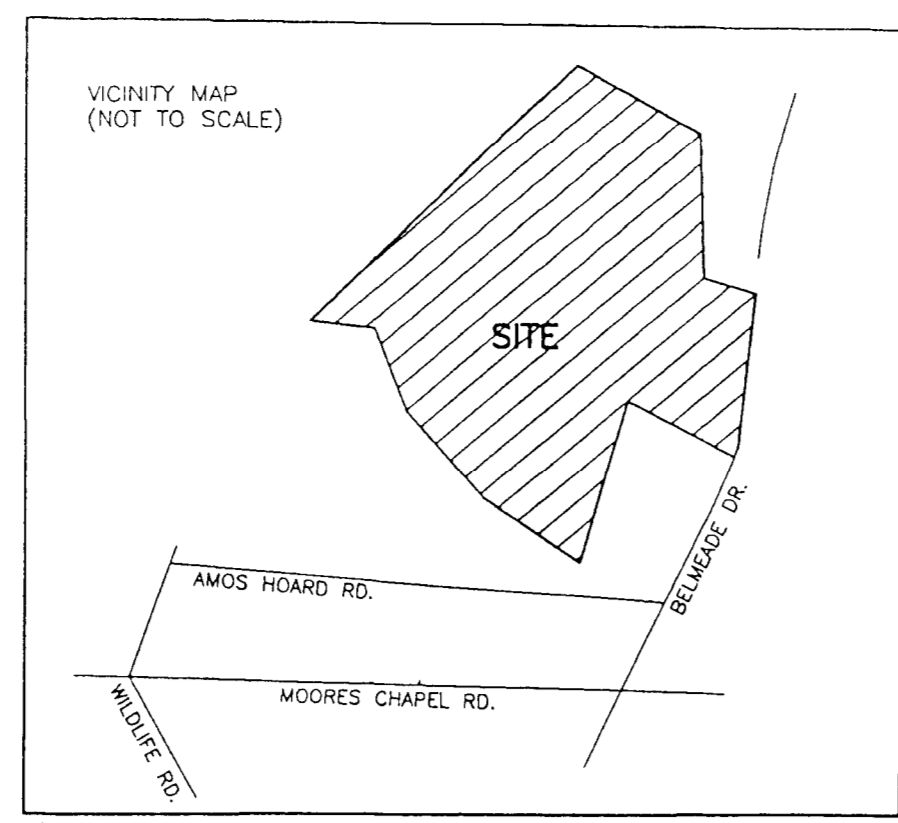 VICINITY MAP
(NOT TO SCALE)
SITE
BELMEADE DR.
AMOS HOARD RD.
MOORES CHAPEL RD.
WILDLIFE RD.